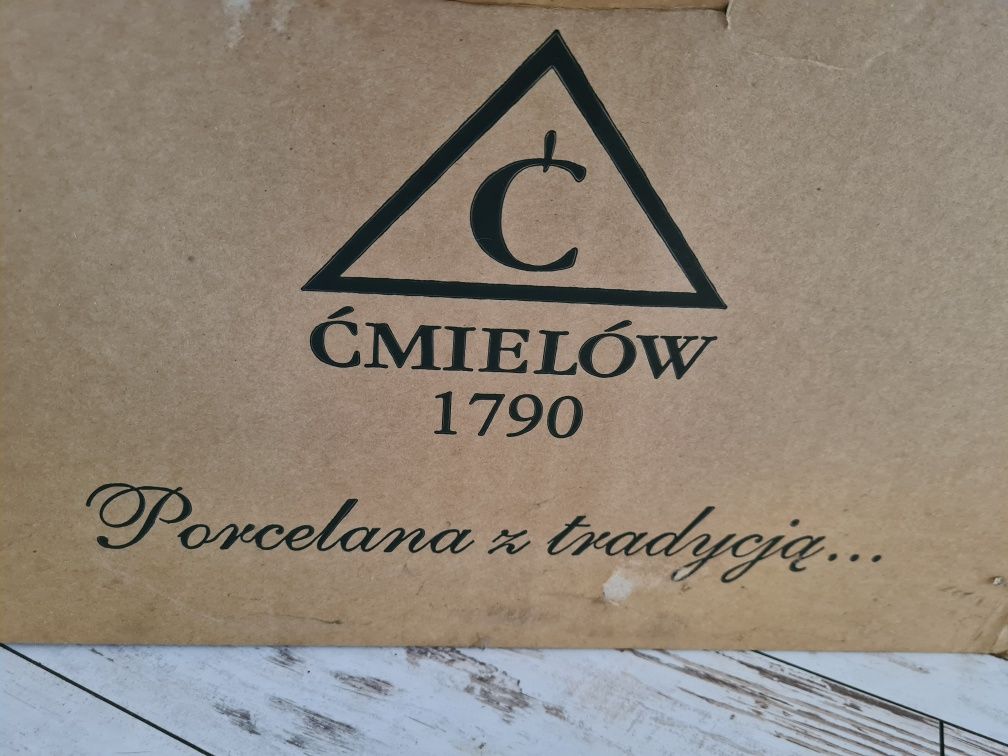 Ć
ĆMIELÓW
1790
Porcelana z tradycją...